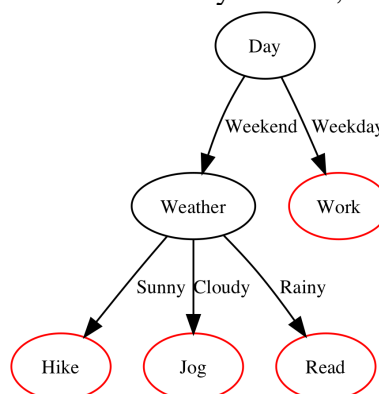 Day
Weekend Weekday
Weather Work
Sunny Cloudy Rainy
Hike Jog Read